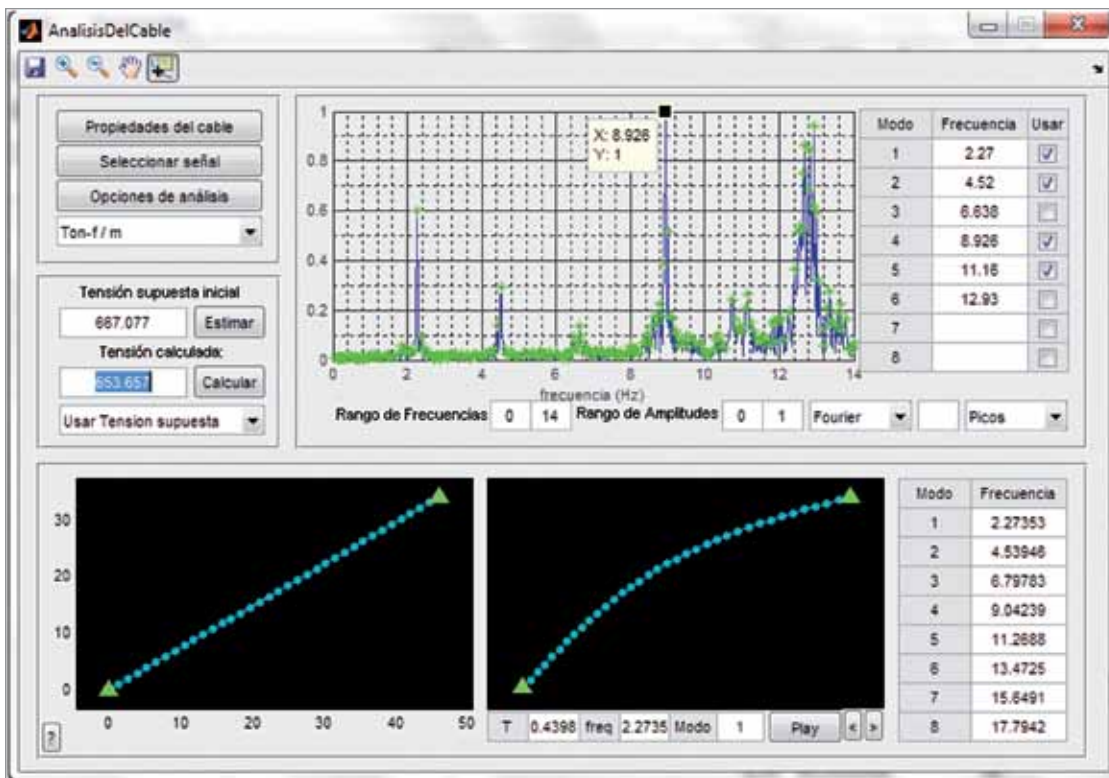 AnalisisDelCable
Propiedades del cable
Seleccionar señal
Opciones de análisis
Ton-f / m
Tensión supuesta inicial
667.077 Estimar
Tensión calculada:
653.657 Calcular
Usar Tension supuesta
1
0.8
0.6
0.4
0.2
0
X: 8.926
Y: 1
0 2 4 6 8 10 12 14
frecuencia (Hz)
Rango de Frecuencias 0 14 Rango de Amplitudes 0 1 Fourier Picos
Modo Frecuencia Usar
1 2.27
2 4.52
3 6.638
4 8.926
5 11.16
6 12.93
7
8
30
20
10
0
0 10 20 30 40 50
T 0.4398 freq 2.2735 Modo 1 Play < >
?
Modo Frecuencia
1 2.27353
2 4.53946
3 6.79783
4 9.04239
5 11.2688
6 13.4725
7 15.6491
8 17.7942